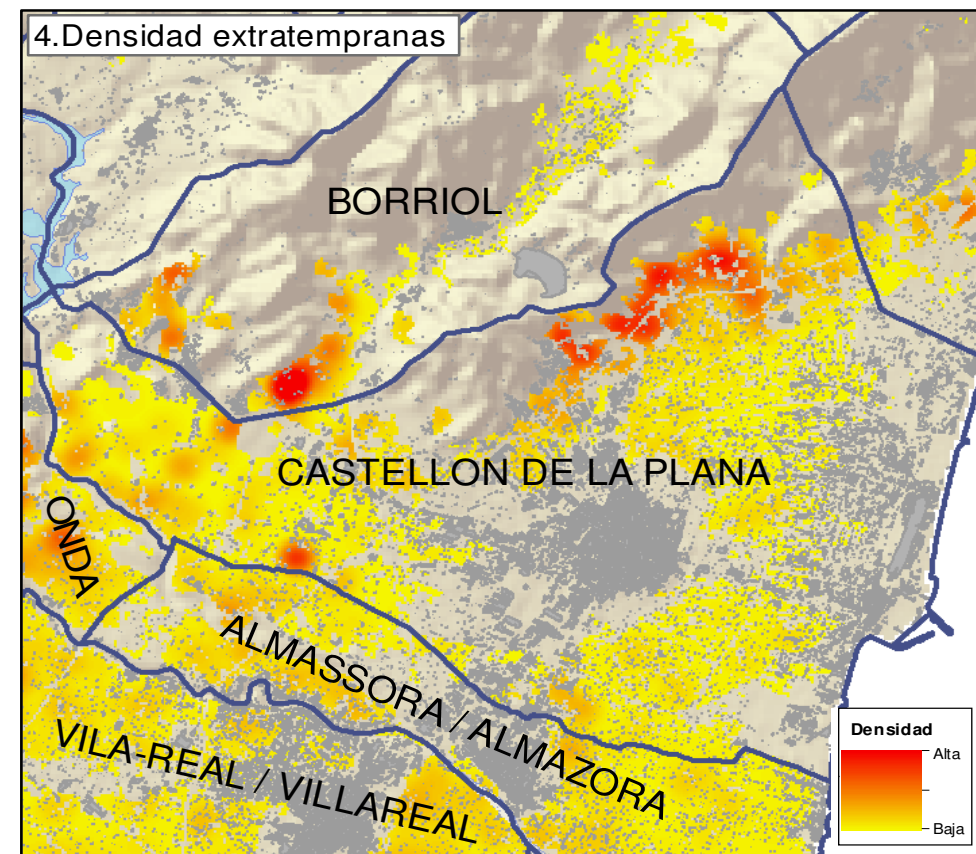 4.Densidad extratempranas
BORRIOL
CASTELLON DE LA PLANA
ONDA
ALMASSORA / ALMAZORA
VILA-REAL / VILLAREAL
Densidad
Alta
Baja